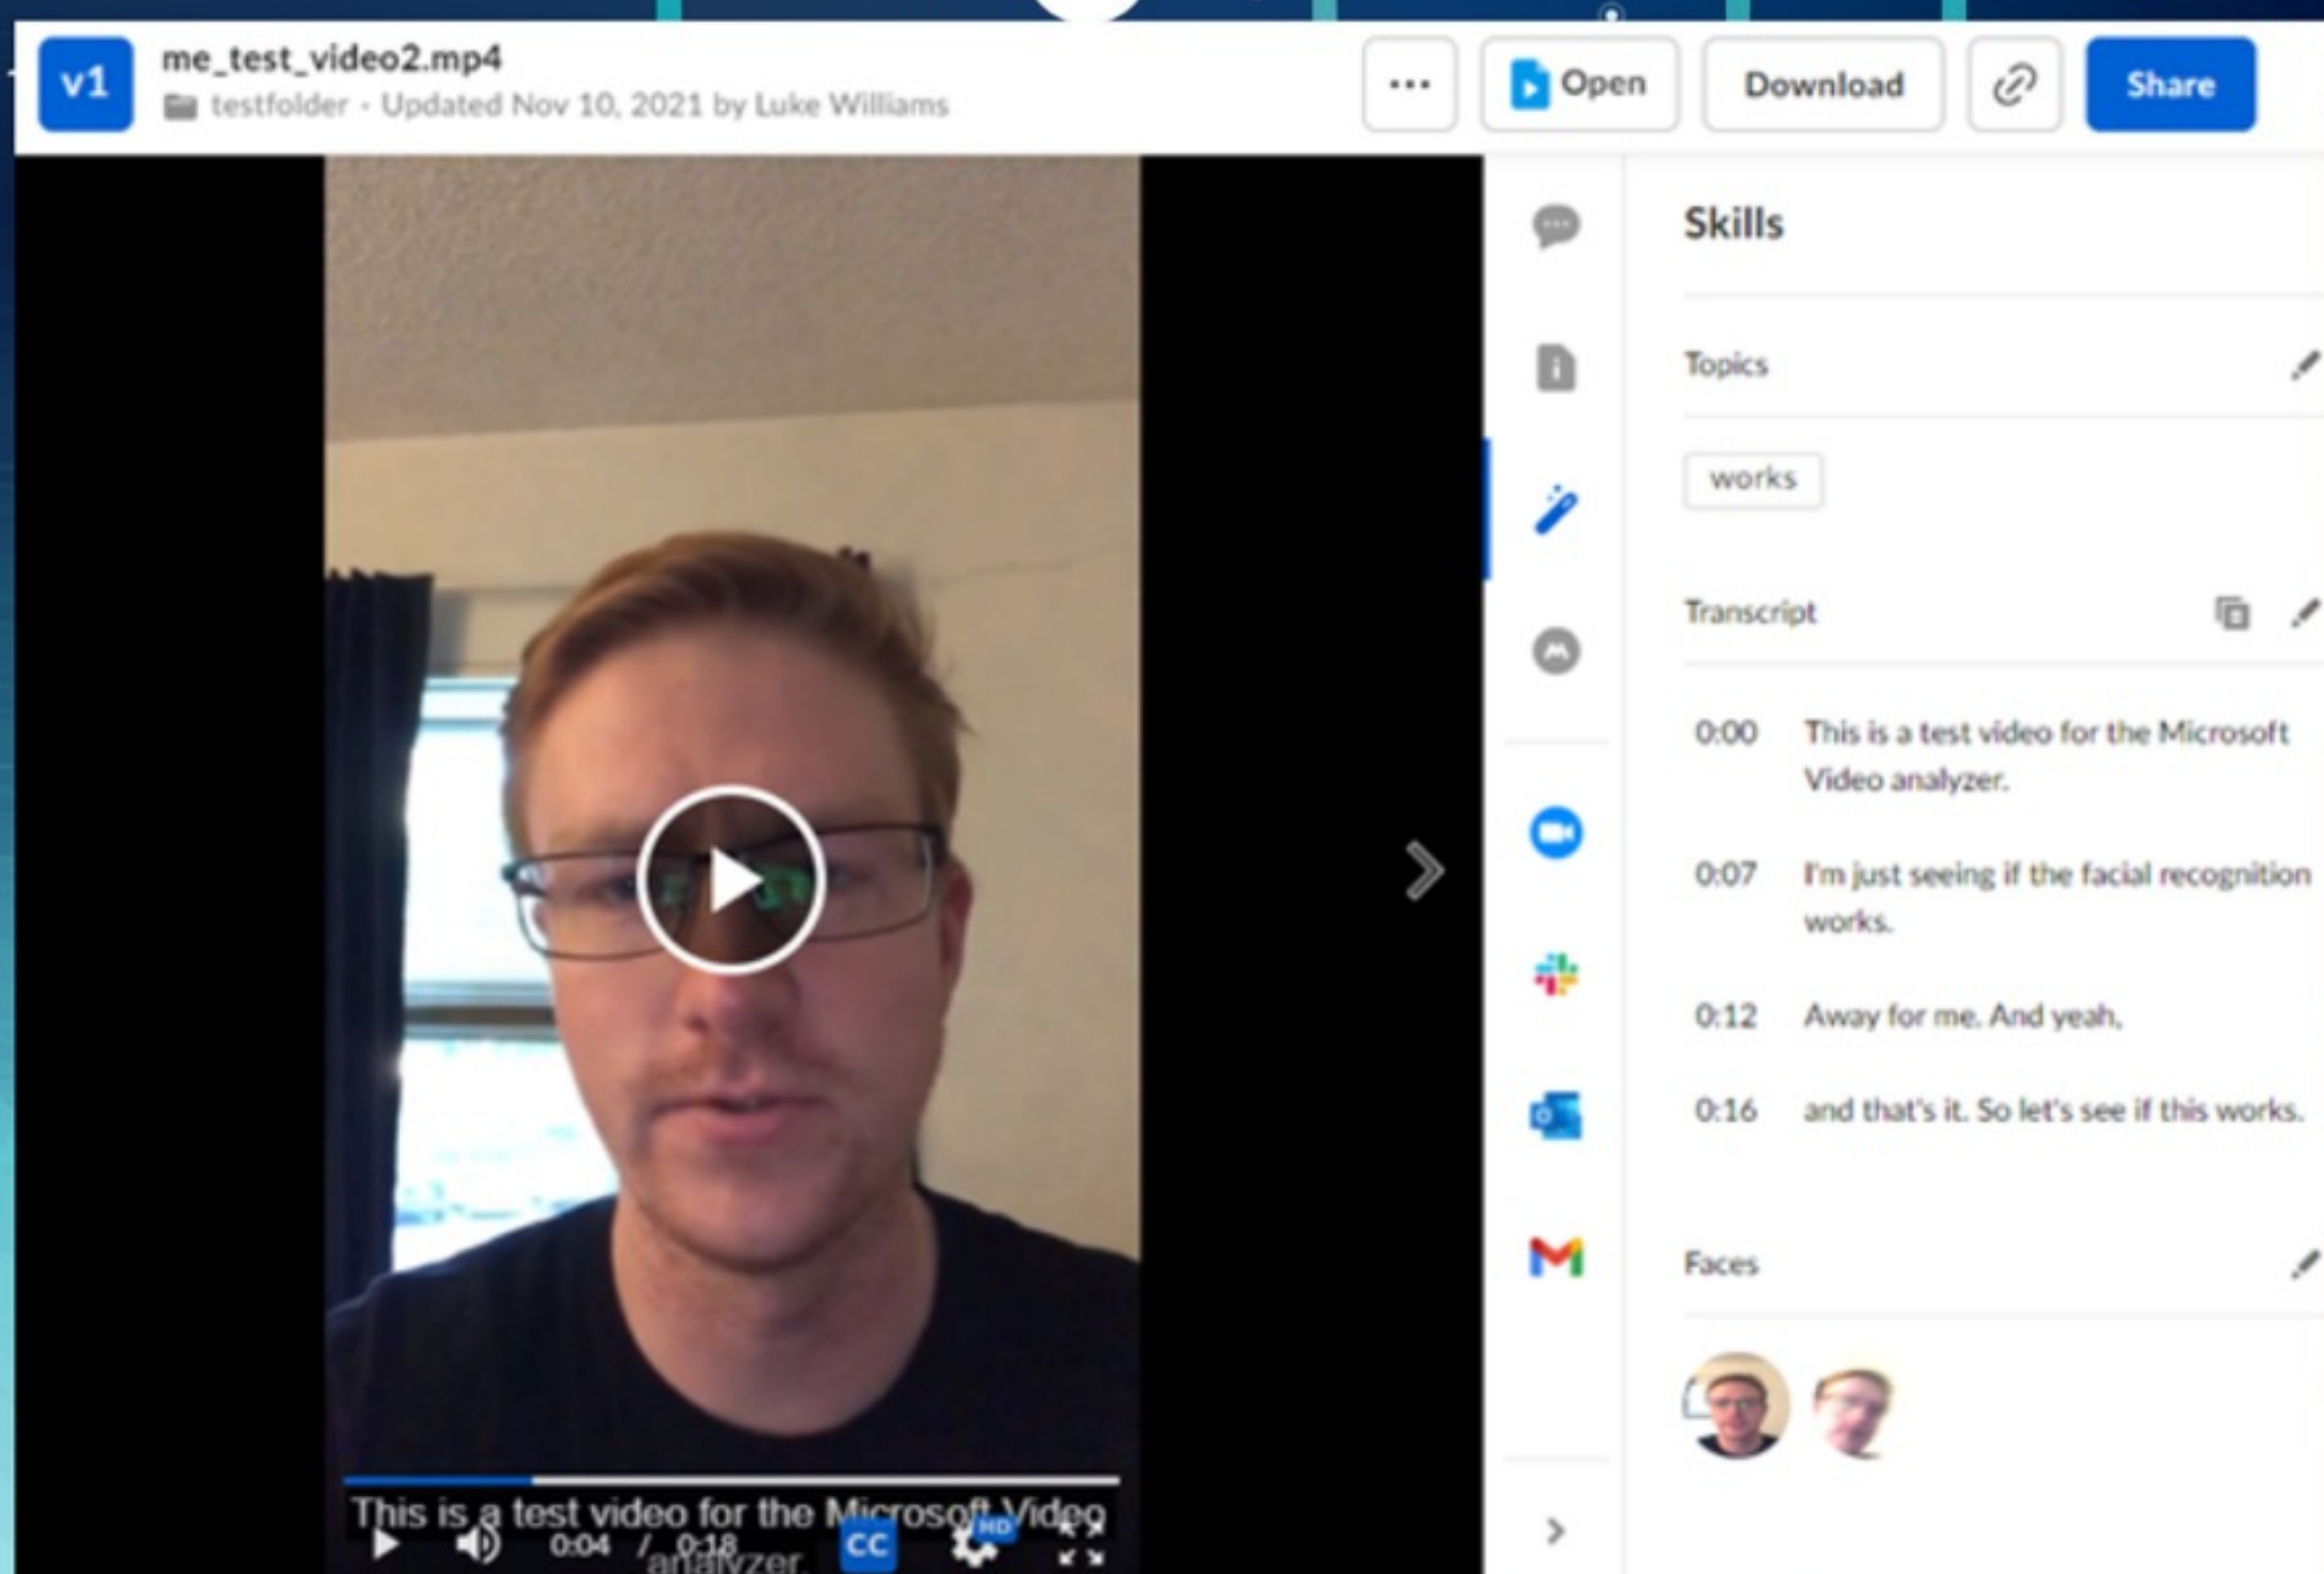 v1
me_test_video2.mp4
testfolder • Updated Nov 10, 2021 by Luke Williams
...
Open
Download
Share
Skills
Topics
works
Transcript
0:00 This is a test video for the Microsoft
Video analyzer.
0:07 I'm just seeing if the facial recognition
works.
0:12 Away for me. And yeah,
0:16 and that's it. So let's see if this works.
Faces
This is a test video for the Microsoft Video
analyzer.
0:04 / 0:18
CC
HD